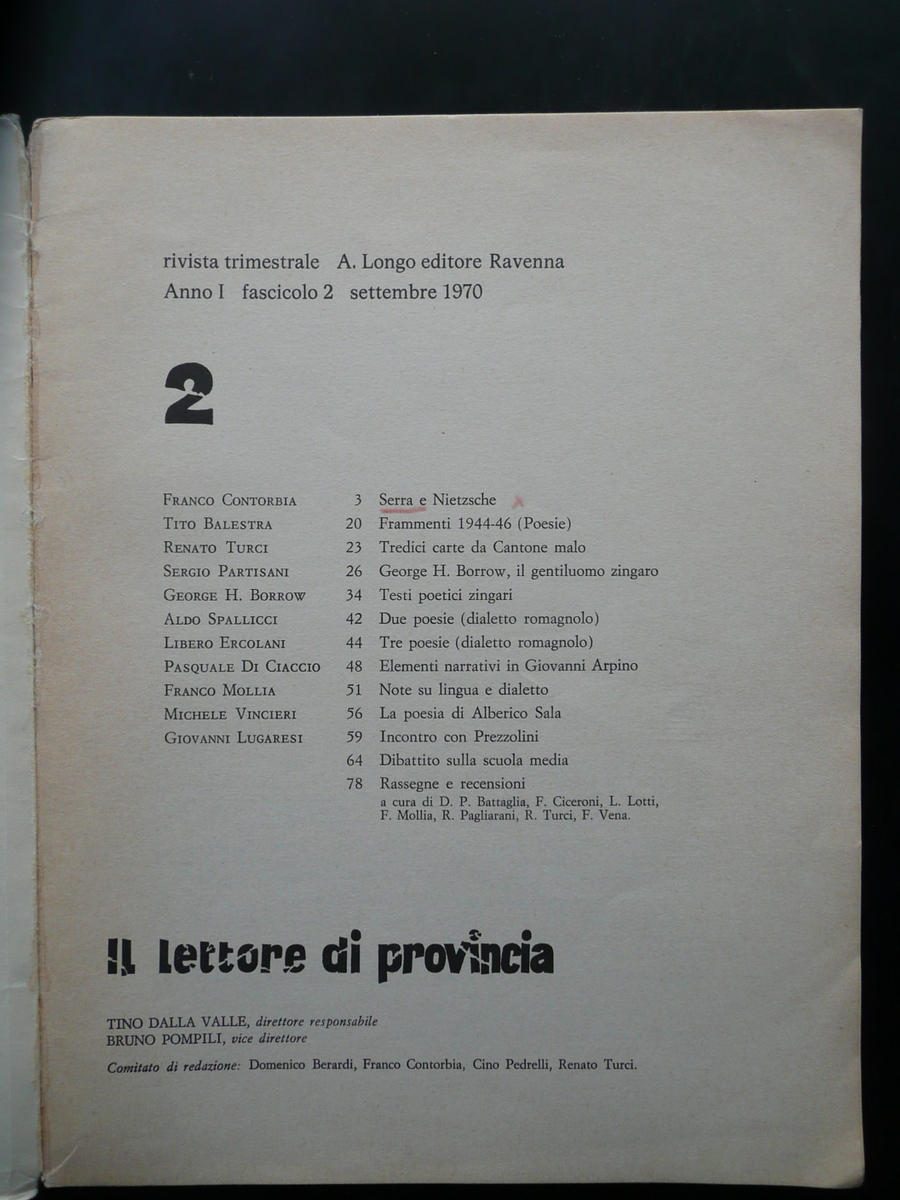 rivista trimestrale A. Longo editore Ravenna
Anno I fascicolo 2 settembre 1970
2
Franco Contorbia 3 Serra e Nietzsche
Tito Balestra 20 Frammenti 1944-46 (Poesie)
Renato Turci 23 Tredici carte da Cantone malo
Sergio Partisani 26 George H. Borrow, il gentiluomo zingaro
George H. Borrow 34 Testi poetici zingari
Aldo Spallicci 42 Due poesie (dialetto romagnolo)
Libero Ercolani 44 Tre poesie (dialetto romagnolo)
Pasquale Di Ciaccio 48 Elementi narrativi in Giovanni Arpino
Franco Mollia 51 Note su lingua e dialetto
Michele Vincieri 56 La poesia di Alberico Sala
Giovanni Lugaresi 59 Incontro con Prezzolini
64 Dibattito sulla scuola media
78 Rassegne e recensioni
a cura di D. P. Battaglia, F. Ciceroni, L. Lotti,
F. Mollia, R. Pagliarani, R. Turci, F. Vena.
Il lettore di provincia
TINO DALLA VALLE, direttore responsabile
BRUNO POMPILI, vice direttore
Comitato di redazione: Domenico Berardi, Franco Contorbia, Cino Pedrelli, Renato Turci.